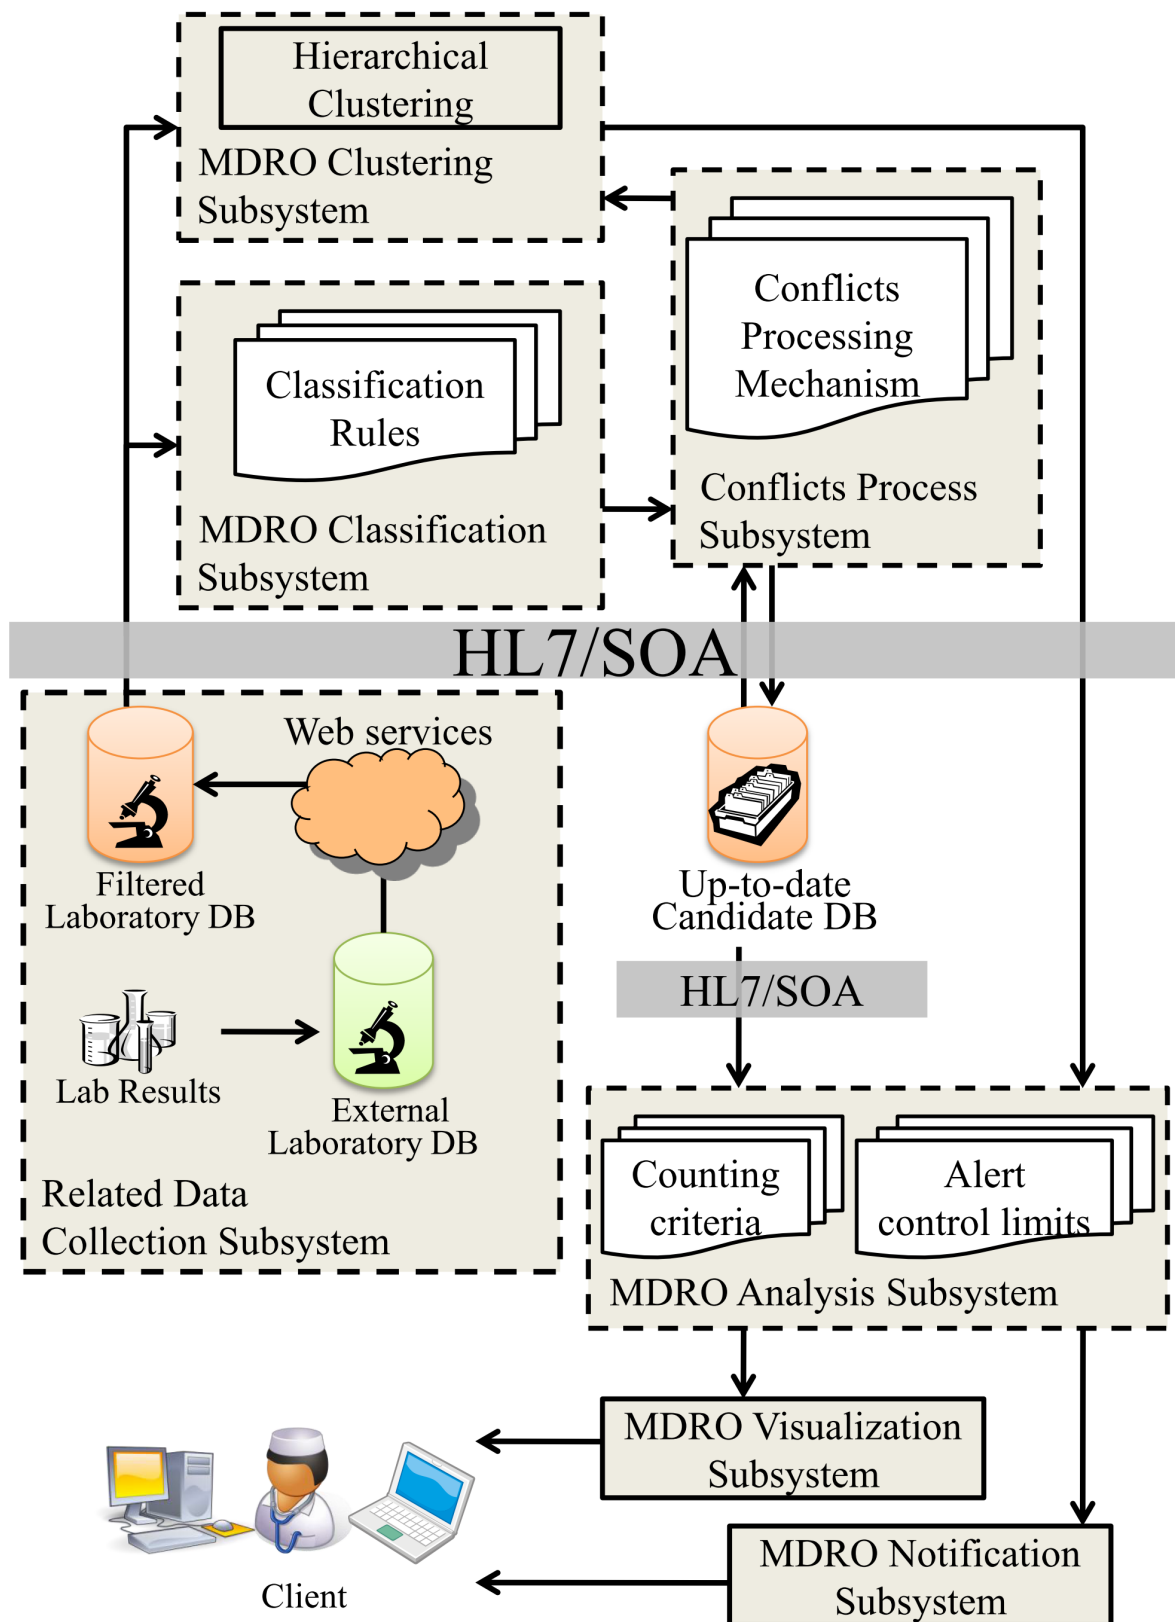 Hierarchical
Clustering
MDRO Clustering
Subsystem
Conflicts
Processing
Mechanism
Conflicts Process
Subsystem
Classification
Rules
MDRO Classification
Subsystem
HL7/SOA
Web services
Filtered
Laboratory DB
Lab Results
External
Laboratory DB
Related Data
Collection Subsystem
Up-to-date
Candidate DB
HL7/SOA
Counting
criteria
Alert
control limits
MDRO Analysis Subsystem
MDRO Visualization
Subsystem
MDRO Notification
Subsystem
Client